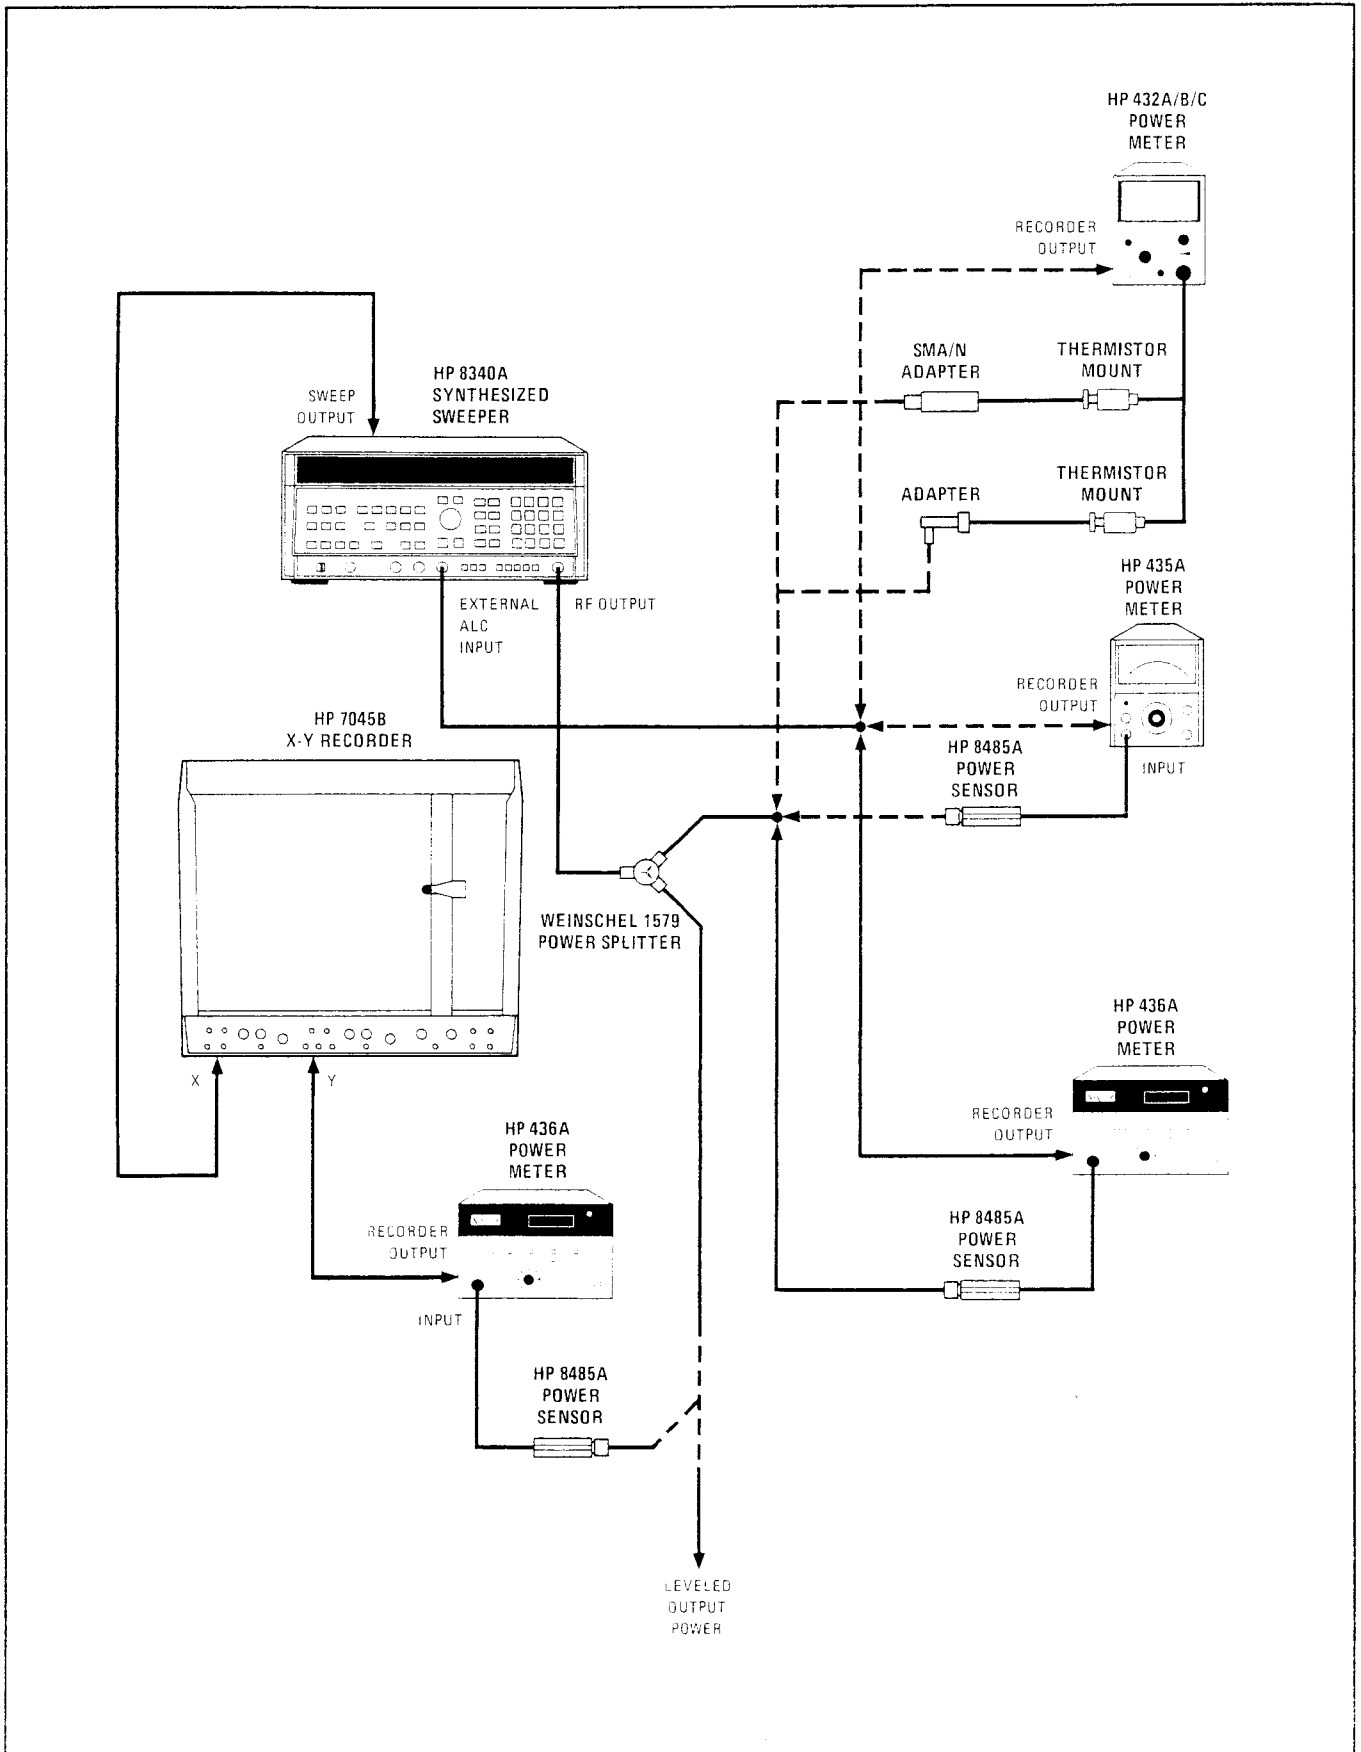 HP 432A/B/C
POWER
METER
RECORDER
OUTPUT
SMA/N
ADAPTER
THERMISTOR
MOUNT
HP 8340A
SYNTHESIZED
SWEEPER
SWEEP
OUTPUT
ADAPTER
THERMISTOR
MOUNT
HP 435A
POWER
METER
EXTERNAL
ALC
INPUT
RF OUTPUT
RECORDER
OUTPUT
HP 7045B
X-Y RECORDER
HP 8485A
POWER
SENSOR
INPUT
WEINSCHEL 1579
POWER SPLITTER
HP 436A
POWER
METER
X
Y
RECORDER
OUTPUT
HP 436A
POWER
METER
RECORDER
OUTPUT
HP 8485A
POWER
SENSOR
INPUT
HP 8485A
POWER
SENSOR
LEVELED
OUTPUT
POWER